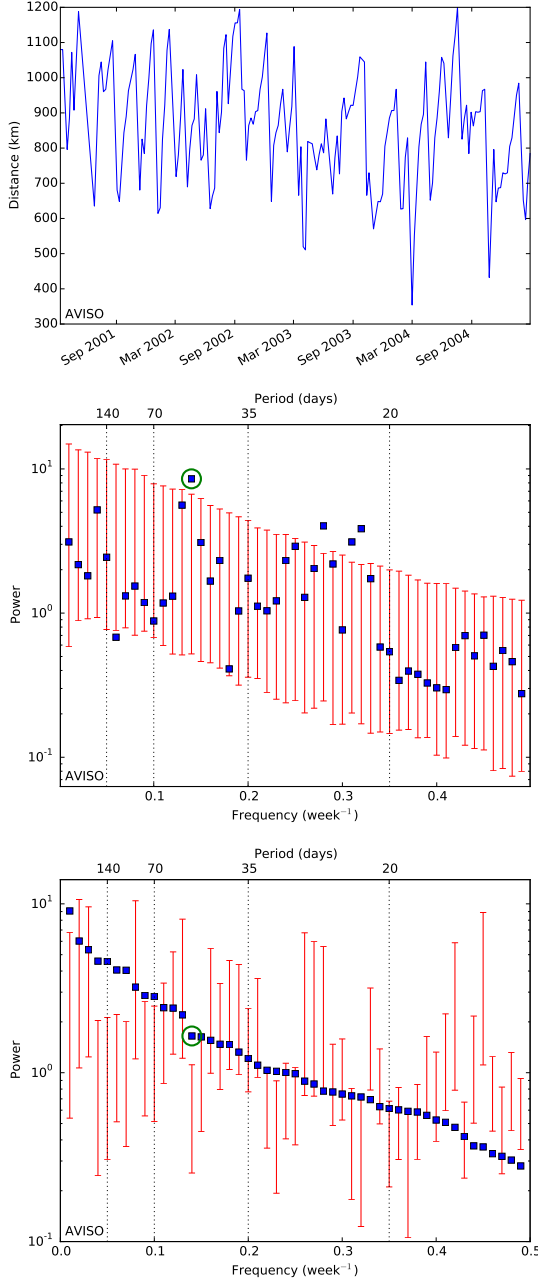 1200
1100
1000
900
800
700
600
500
400
300
Distance (km)
AVISO
Sep 2001
Mar 2002
Sep 2002
Mar 2003
Sep 2003
Mar 2004
Sep 2004
Period (days)
140 70 35 20
10¹
10⁰
10⁻¹
Power
AVISO
0.1 0.2 0.3 0.4
Frequency (week⁻¹)
Period (days)
140 70 35 20
10¹
10⁰
10⁻¹
Power
AVISO
0.0 0.1 0.2 0.3 0.4 0.5
Frequency (week⁻¹)